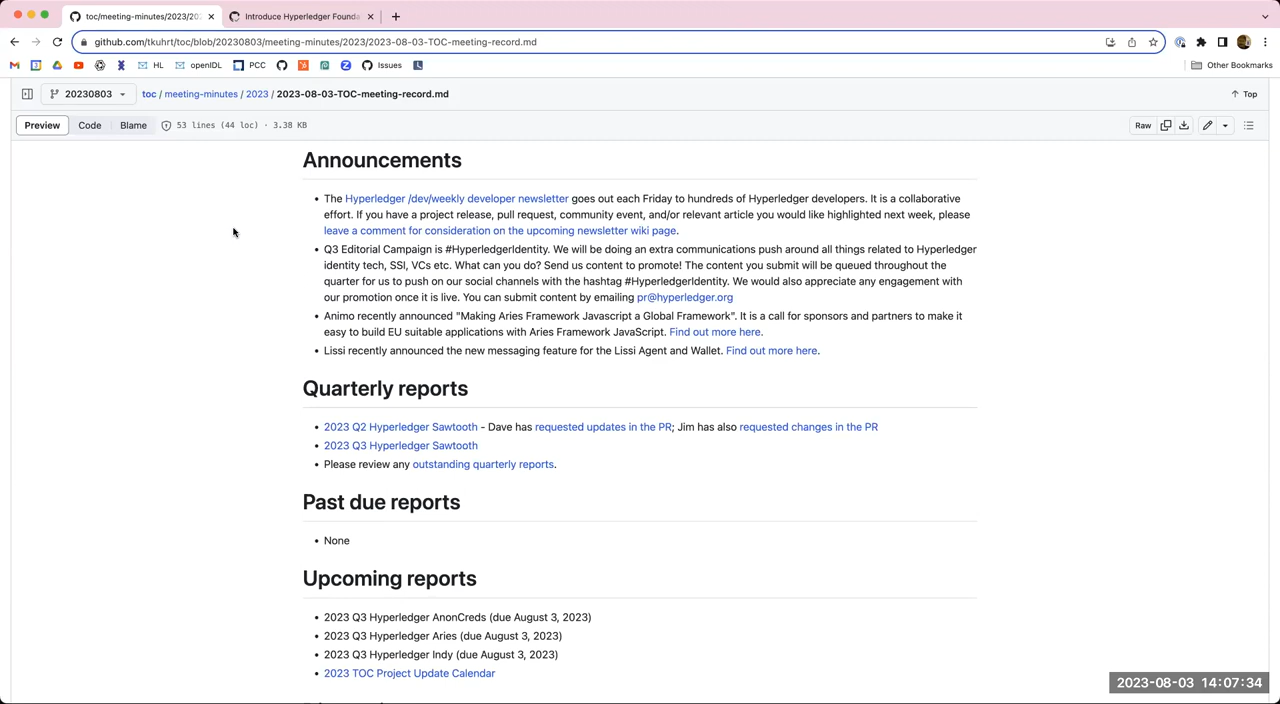 toc/meeting-minutes/2023/202
Introduce Hyperledger Founda
github.com/tkuhrt/toc/blob/20230803/meeting-minutes/2023/2023-08-03-TOC-meeting-record.md
HL openIDL PCC Issues Other Bookmarks
20230803 toc / meeting-minutes / 2023 / 2023-08-03-TOC-meeting-record.md Top
Preview Code Blame 53 lines (44 loc) · 3.38 KB Raw
Announcements
• The Hyperledger /dev/weekly developer newsletter goes out each Friday to hundreds of Hyperledger developers. It is a collaborative
effort. If you have a project release, pull request, community event, and/or relevant article you would like highlighted next week, please
leave a comment for consideration on the upcoming newsletter wiki page.
• Q3 Editorial Campaign is #HyperledgerIdentity. We will be doing an extra communications push around all things related to Hyperledger
identity tech, SSI, VCs etc. What can you do? Send us content to promote! The content you submit will be queued throughout the
quarter for us to push on our social channels with the hashtag #HyperledgerIdentity. We would also appreciate any engagement with
our promotion once it is live. You can submit content by emailing pr@hyperledger.org
• Animo recently announced "Making Aries Framework Javascript a Global Framework". It is a call for sponsors and partners to make it
easy to build EU suitable applications with Aries Framework JavaScript. Find out more here.
• Lissi recently announced the new messaging feature for the Lissi Agent and Wallet. Find out more here.
Quarterly reports
• 2023 Q2 Hyperledger Sawtooth - Dave has requested updates in the PR; Jim has also requested changes in the PR
• 2023 Q3 Hyperledger Sawtooth
• Please review any outstanding quarterly reports.
Past due reports
• None
Upcoming reports
• 2023 Q3 Hyperledger AnonCreds (due August 3, 2023)
• 2023 Q3 Hyperledger Aries (due August 3, 2023)
• 2023 Q3 Hyperledger Indy (due August 3, 2023)
• 2023 TOC Project Update Calendar
2023-08-03 14:07:34